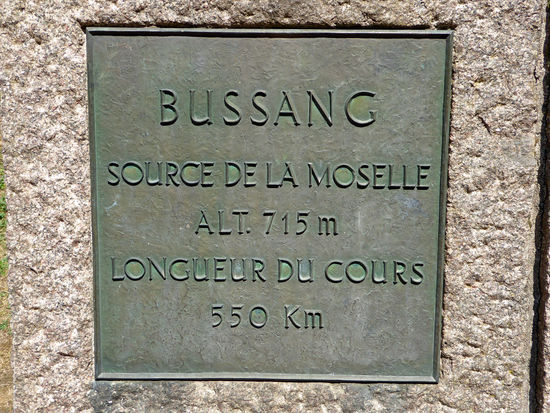 BUSSANG
SOURCE DE LA MOSELLE
ALT. 715 m
LONGUEUR DU COURS
550 Km